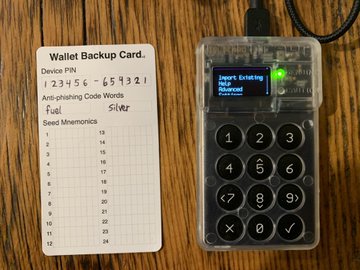 Wallet Backup Card
Device PIN
123456 - 654321
Anti-phishing Code Words
fuel silver
Seed Mnemonics
1 13
2 14
3 15
4 16
5 17
6 18
7 19
8 20
9 21
10 22
11 23
12 24
Import Existing
Help
Advanced
Settings
1 2 3
4 5 6
<7 8 9>
× 0 ✓